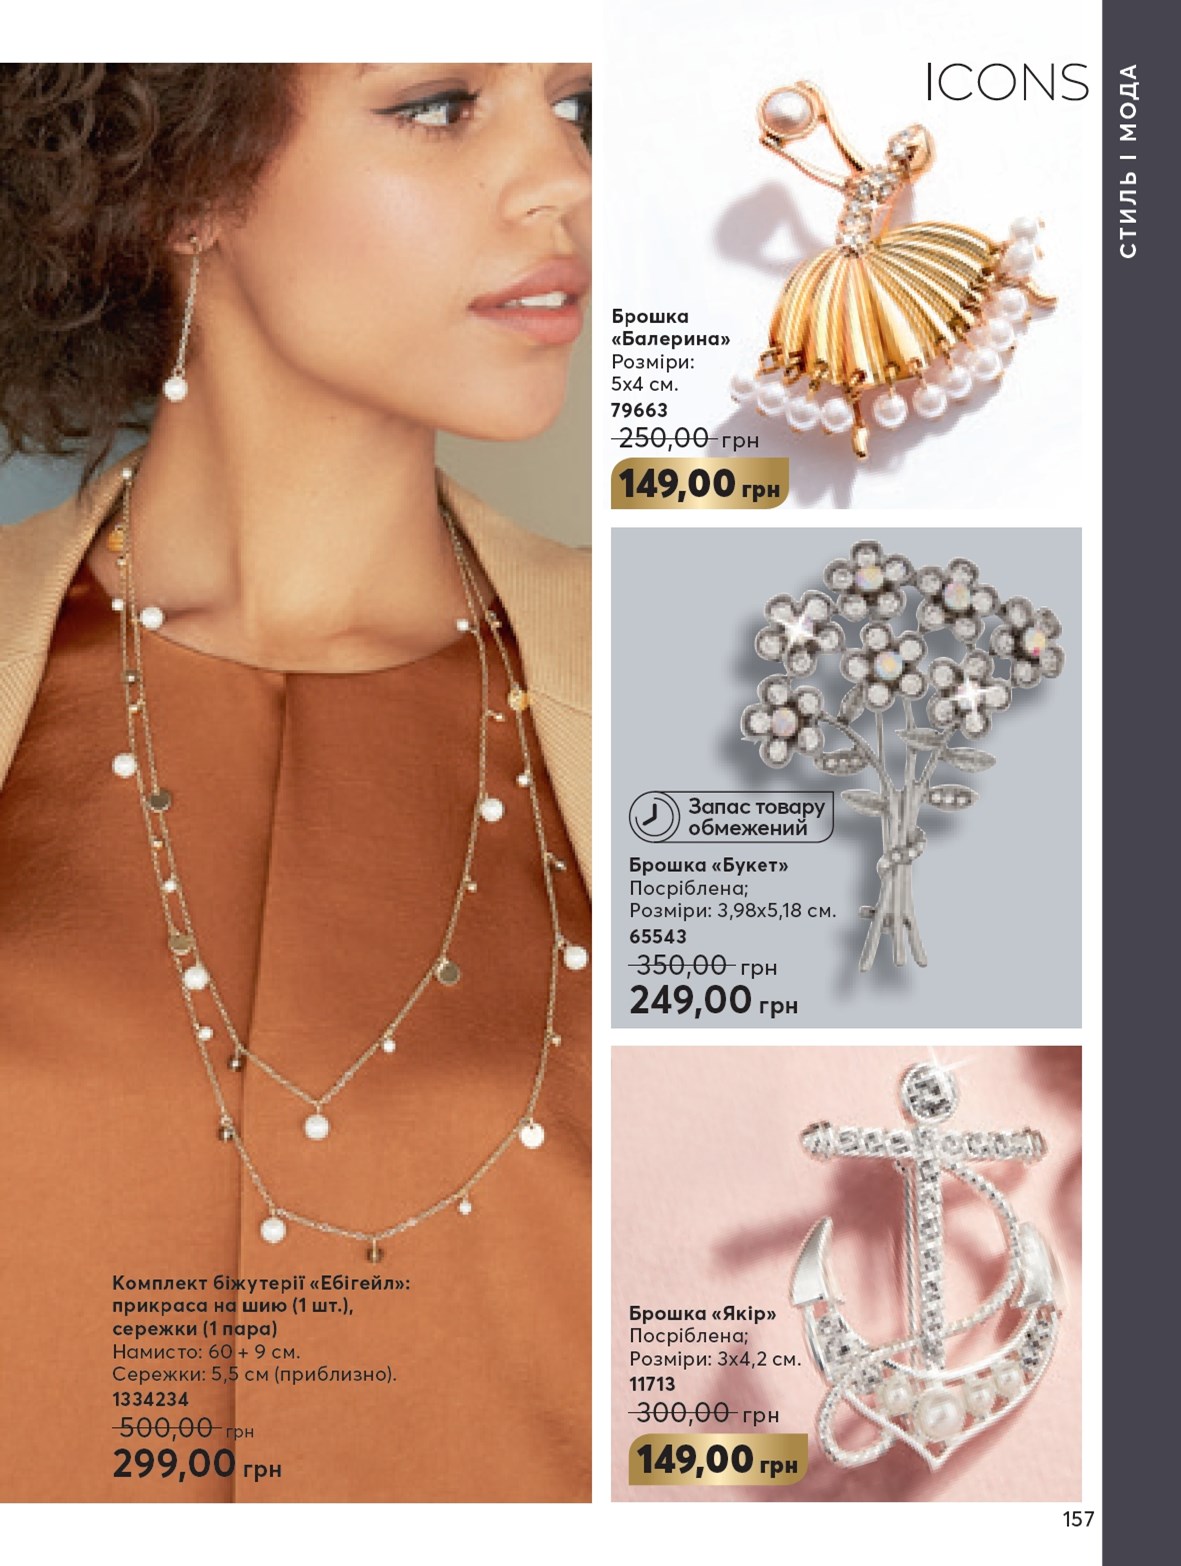 ICONS
СТИЛЬ І МОДА
Брошка
«Балерина»
Розміри:
5х4 см.
79663
250,00 грн
149,00 грн
Запас товару
обмежений
Брошка «Букет»
Посріблена;
Розміри: 3,98х5,18 см.
65543
350,00 грн
249,00 грн
Комплект біжутерії «Ебігейл»:
прикраса на шию (1 шт.),
сережки (1 пара)
Намисто: 60 + 9 см.
Сережки: 5,5 см (приблизно).
1334234
500,00 грн
299,00 грн
Брошка «Якір»
Посріблена;
Розміри: 3х4,2 см.
11713
300,00 грн
149,00 грн
157